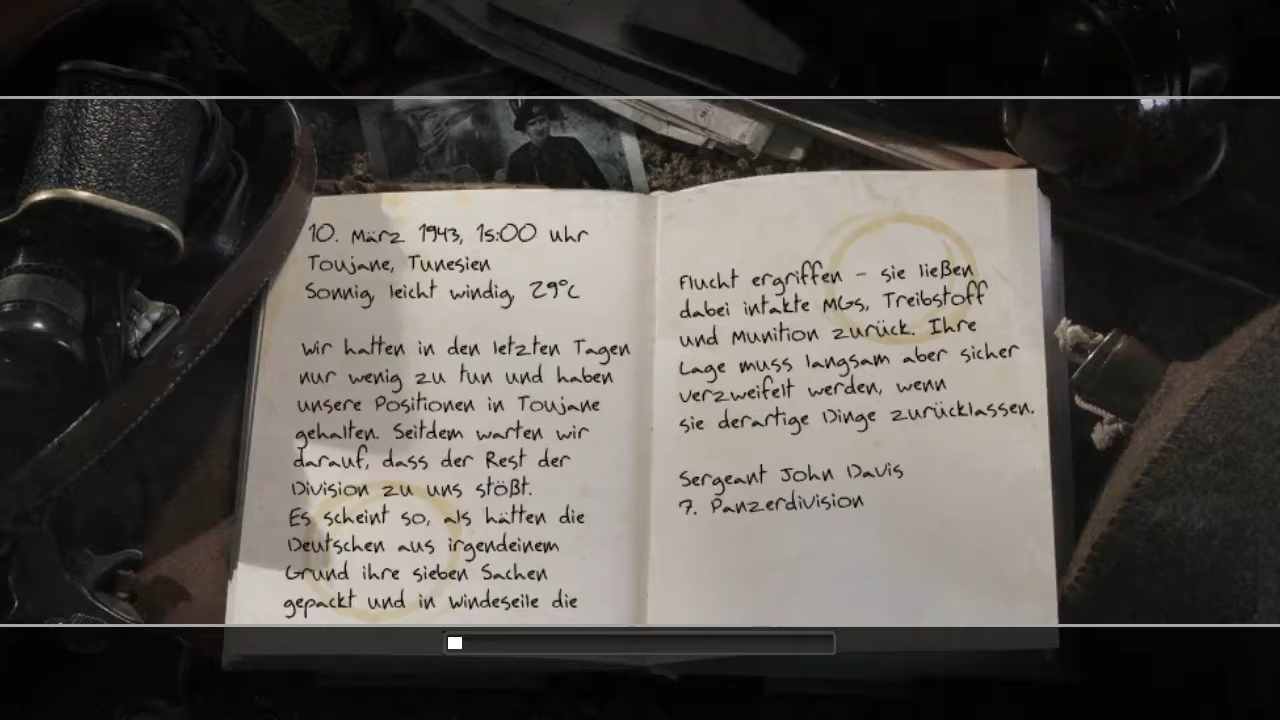 10. März 1943, 15:00 Uhr
Toujane, Tunesien
Sonnig, leicht windig, 29°C
Wir hatten in den letzten Tagen
nur wenig zu tun und haben
unsere Positionen in Toujane
gehalten. Seitdem warten wir
darauf, dass der Rest der
Division zu uns stößt.
Es scheint so, als hätten die
Deutschen aus irgendeinem
Grund ihre sieben Sachen
gepackt und in Windeseile die
Flucht ergriffen - sie ließen
dabei intakte MGs, Treibstoff
und Munition zurück. Ihre
Lage muss langsam aber sicher
verzweifelt werden, wenn
sie derartige Dinge zurücklassen.
Sergeant John Davis
7. Panzerdivision